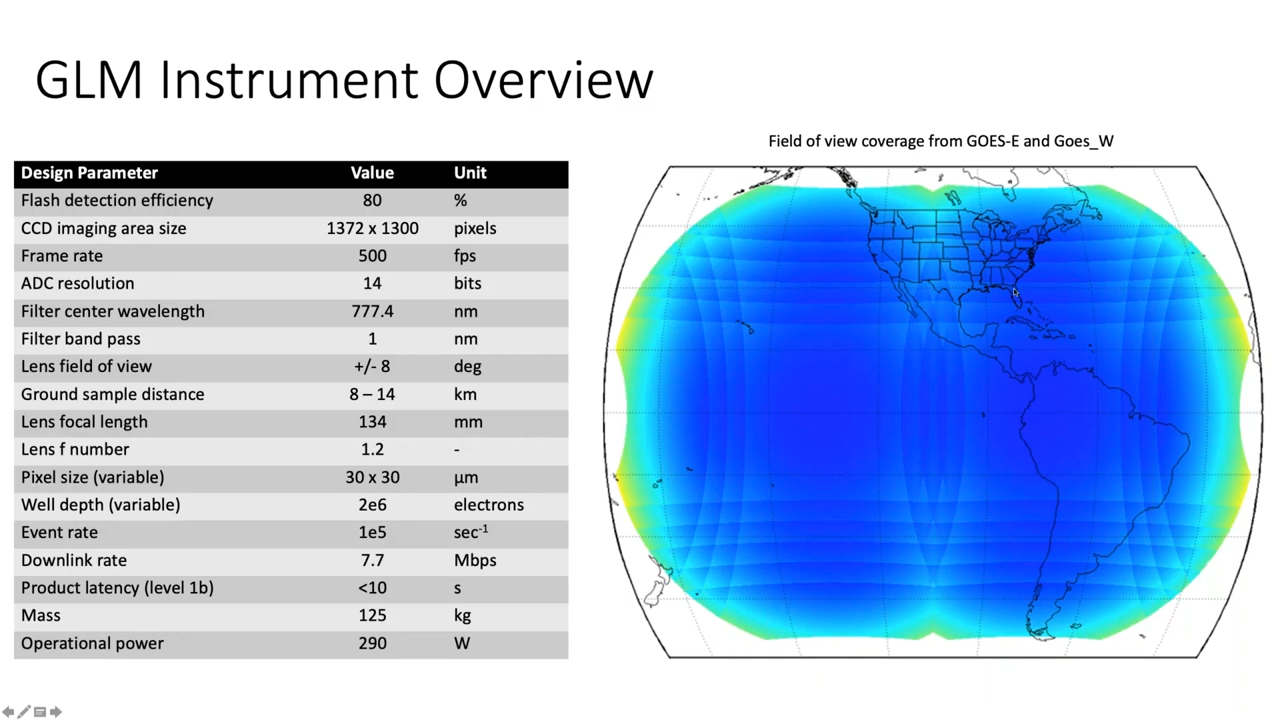 GLM Instrument Overview
Field of view coverage from GOES-E and Goes_W
Design Parameter Value Unit
Flash detection efficiency 80 %
CCD imaging area size 1372 x 1300 pixels
Frame rate 500 fps
ADC resolution 14 bits
Filter center wavelength 777.4 nm
Filter band pass 1 nm
Lens field of view +/- 8 deg
Ground sample distance 8 – 14 km
Lens focal length 134 mm
Lens f number 1.2 -
Pixel size (variable) 30 x 30 μm
Well depth (variable) 2e6 electrons
Event rate 1e5 sec⁻¹
Downlink rate 7.7 Mbps
Product latency (level 1b) <10 s
Mass 125 kg
Operational power 290 W